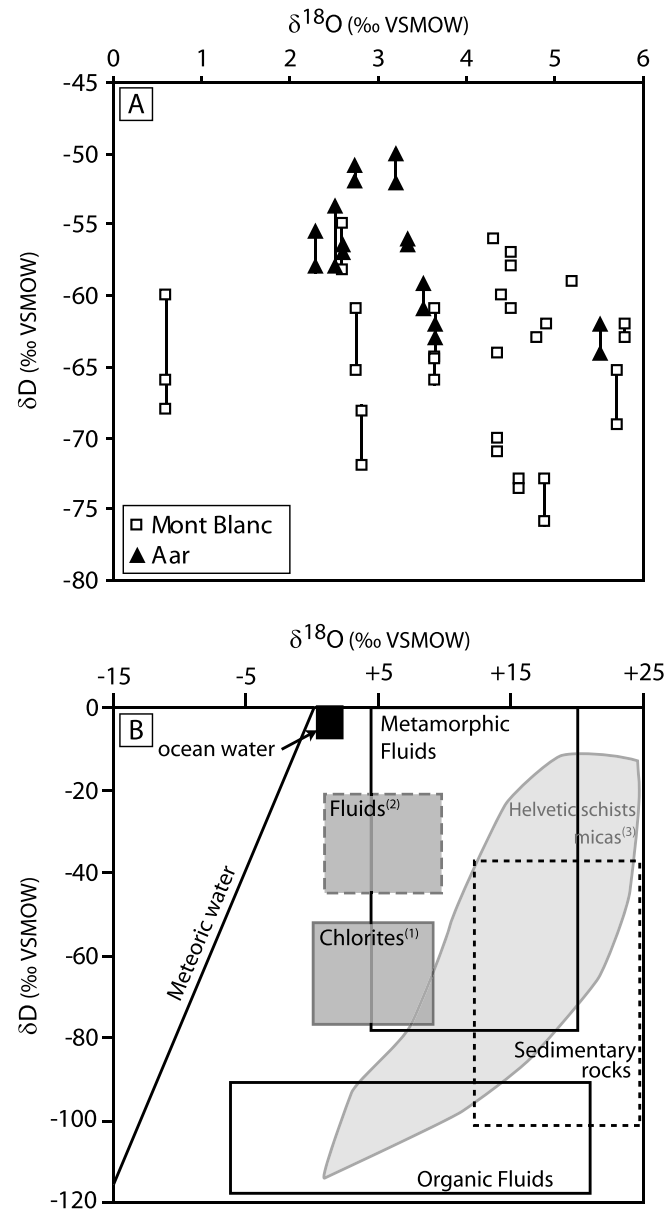 δ18O (‰ VSMOW)
0 1 2 3 4 5 6
-45
A
-50
-55
-60
-65
-70
-75
-80
δD (‰ VSMOW)
Mont Blanc
Aar
δ18O (‰ VSMOW)
-15 -5 +5 +15 +25
0
B
ocean water
Metamorphic
Fluids
-20
Fluids(2)
Helvetic schists
micas(3)
-40
Meteoric water
Chlorites(1)
-60
δD (‰ VSMOW)
-80
Sedimentary
rocks
-100
Organic Fluids
-120